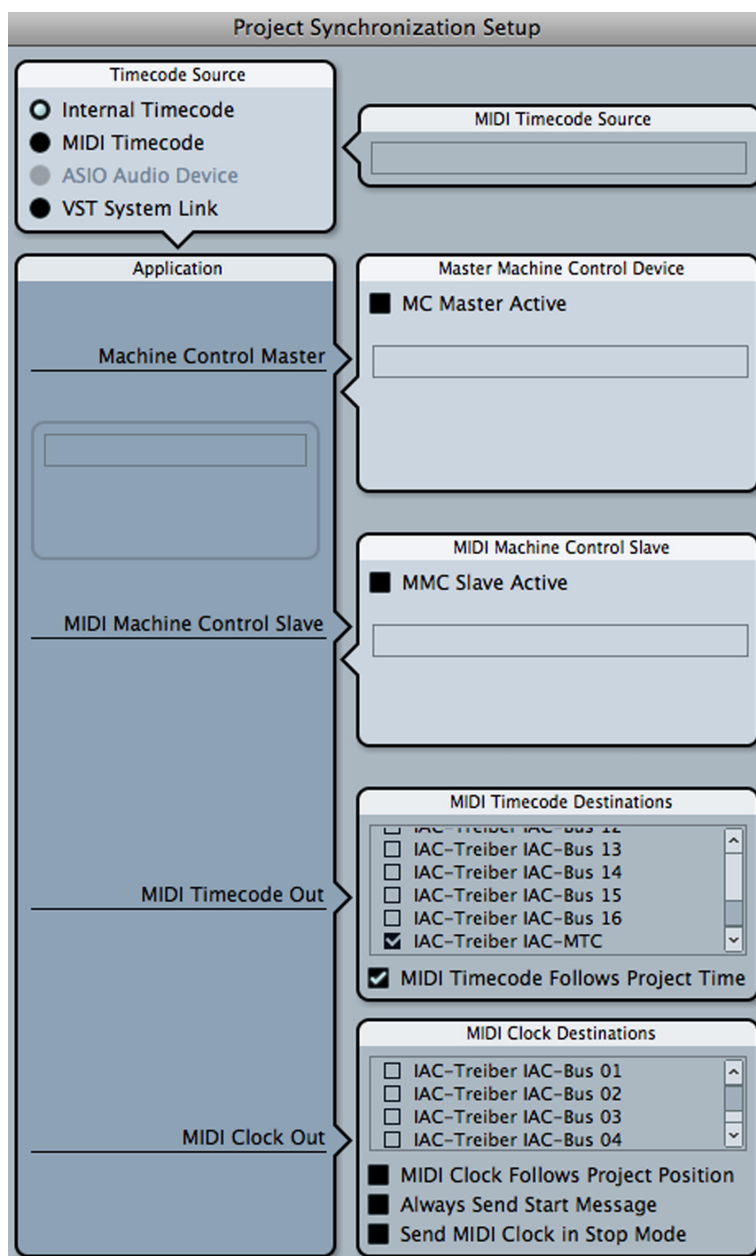 Project Synchronization Setup
Timecode Source
Internal Timecode
MIDI Timecode
ASIO Audio Device
VST System Link
MIDI Timecode Source
Application
Machine Control Master
MIDI Machine Control Slave
MIDI Timecode Out
MIDI Clock Out
Master Machine Control Device
MC Master Active
MIDI Machine Control Slave
MMC Slave Active
MIDI Timecode Destinations
IAC-Treiber IAC-Bus 12
IAC-Treiber IAC-Bus 13
IAC-Treiber IAC-Bus 14
IAC-Treiber IAC-Bus 15
IAC-Treiber IAC-Bus 16
IAC-Treiber IAC-MTC
MIDI Timecode Follows Project Time
MIDI Clock Destinations
IAC-Treiber IAC-Bus 01
IAC-Treiber IAC-Bus 02
IAC-Treiber IAC-Bus 03
IAC-Treiber IAC-Bus 04
MIDI Clock Follows Project Position
Always Send Start Message
Send MIDI Clock in Stop Mode